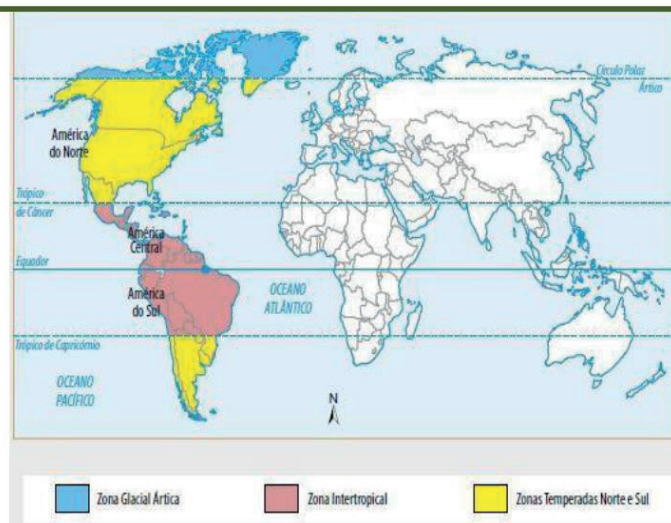 Círculo Polar
Ártico
América
do Norte
Trópico
de Câncer
América
Central
Equador
América
do Sul
OCEANO
ATLÂNTICO
Trópico de Capricórnio
OCEANO
PACÍFICO
N
Zona Glacial Ártica
Zona Intertropical
Zonas Temperadas Norte e Sul